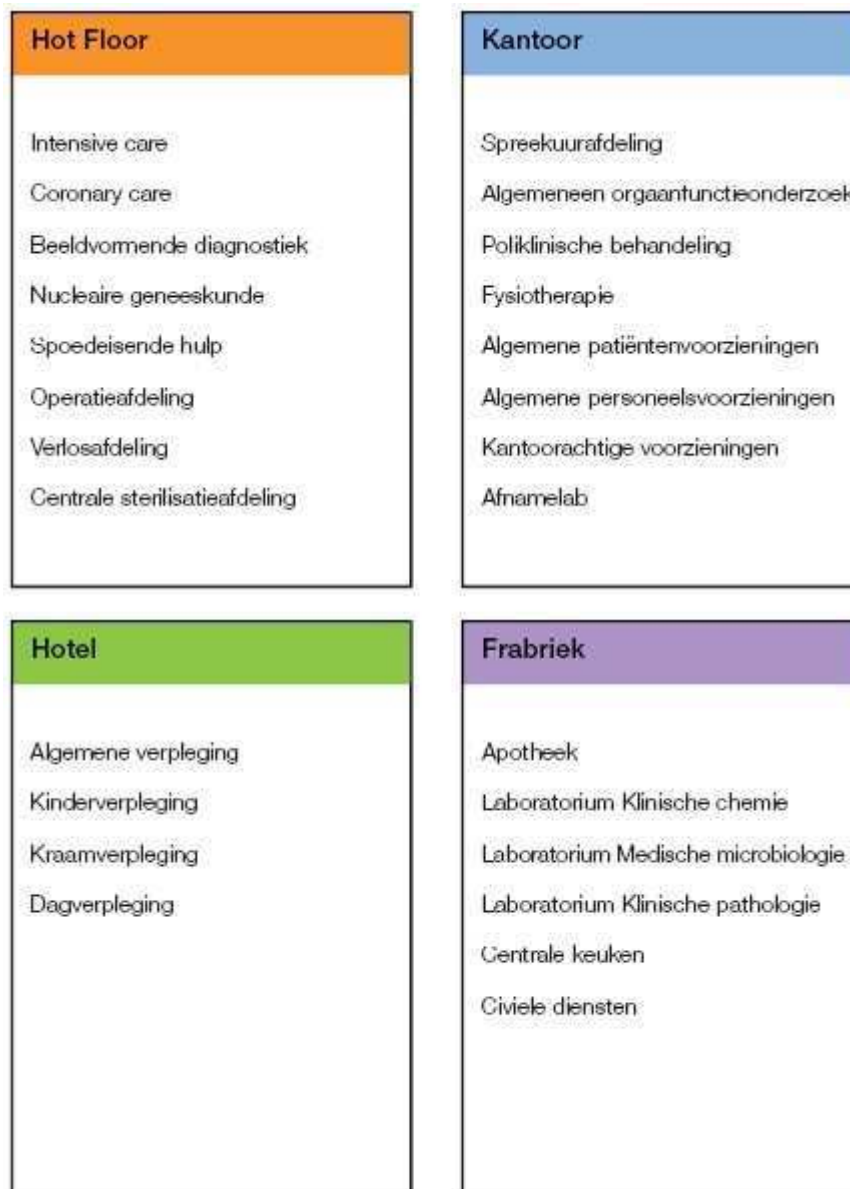 Hot Floor
Intensive care
Coronary care
Beeldvormende diagnostiek
Nucleaire geneeskunde
Spoedeisende hulp
Operatieafdeling
Verlosafdeling
Centrale sterilisatieafdeling
Kantoor
Spreekuurafdeling
Algemeneen orgaanfunctieonderzoek
Poliklinische behandeling
Fysiotherapie
Algemene patiëntenvoorzieningen
Algemene personeelsvoorzieningen
Kantoorachtige voorzieningen
Afnamelab
Hotel
Algemene verpleging
Kinderverpleging
Kraamverpleging
Dagverpleging
Frabriek
Apotheek
Laboratorium Klinische chemie
Laboratorium Medische microbiologie
Laboratorium Klinische pathologie
Centrale keuken
Civiele diensten